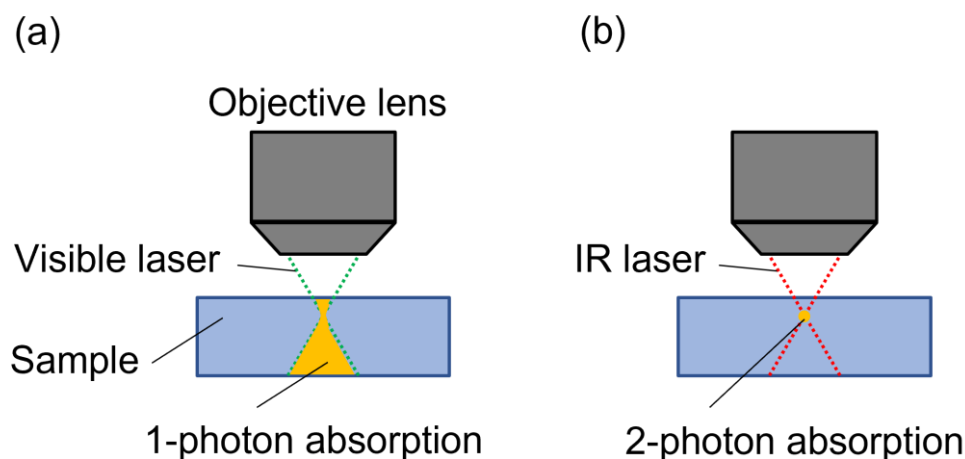 (a)
Objective lens
Visible laser
Sample
1-photon absorption
(b)
IR laser
2-photon absorption